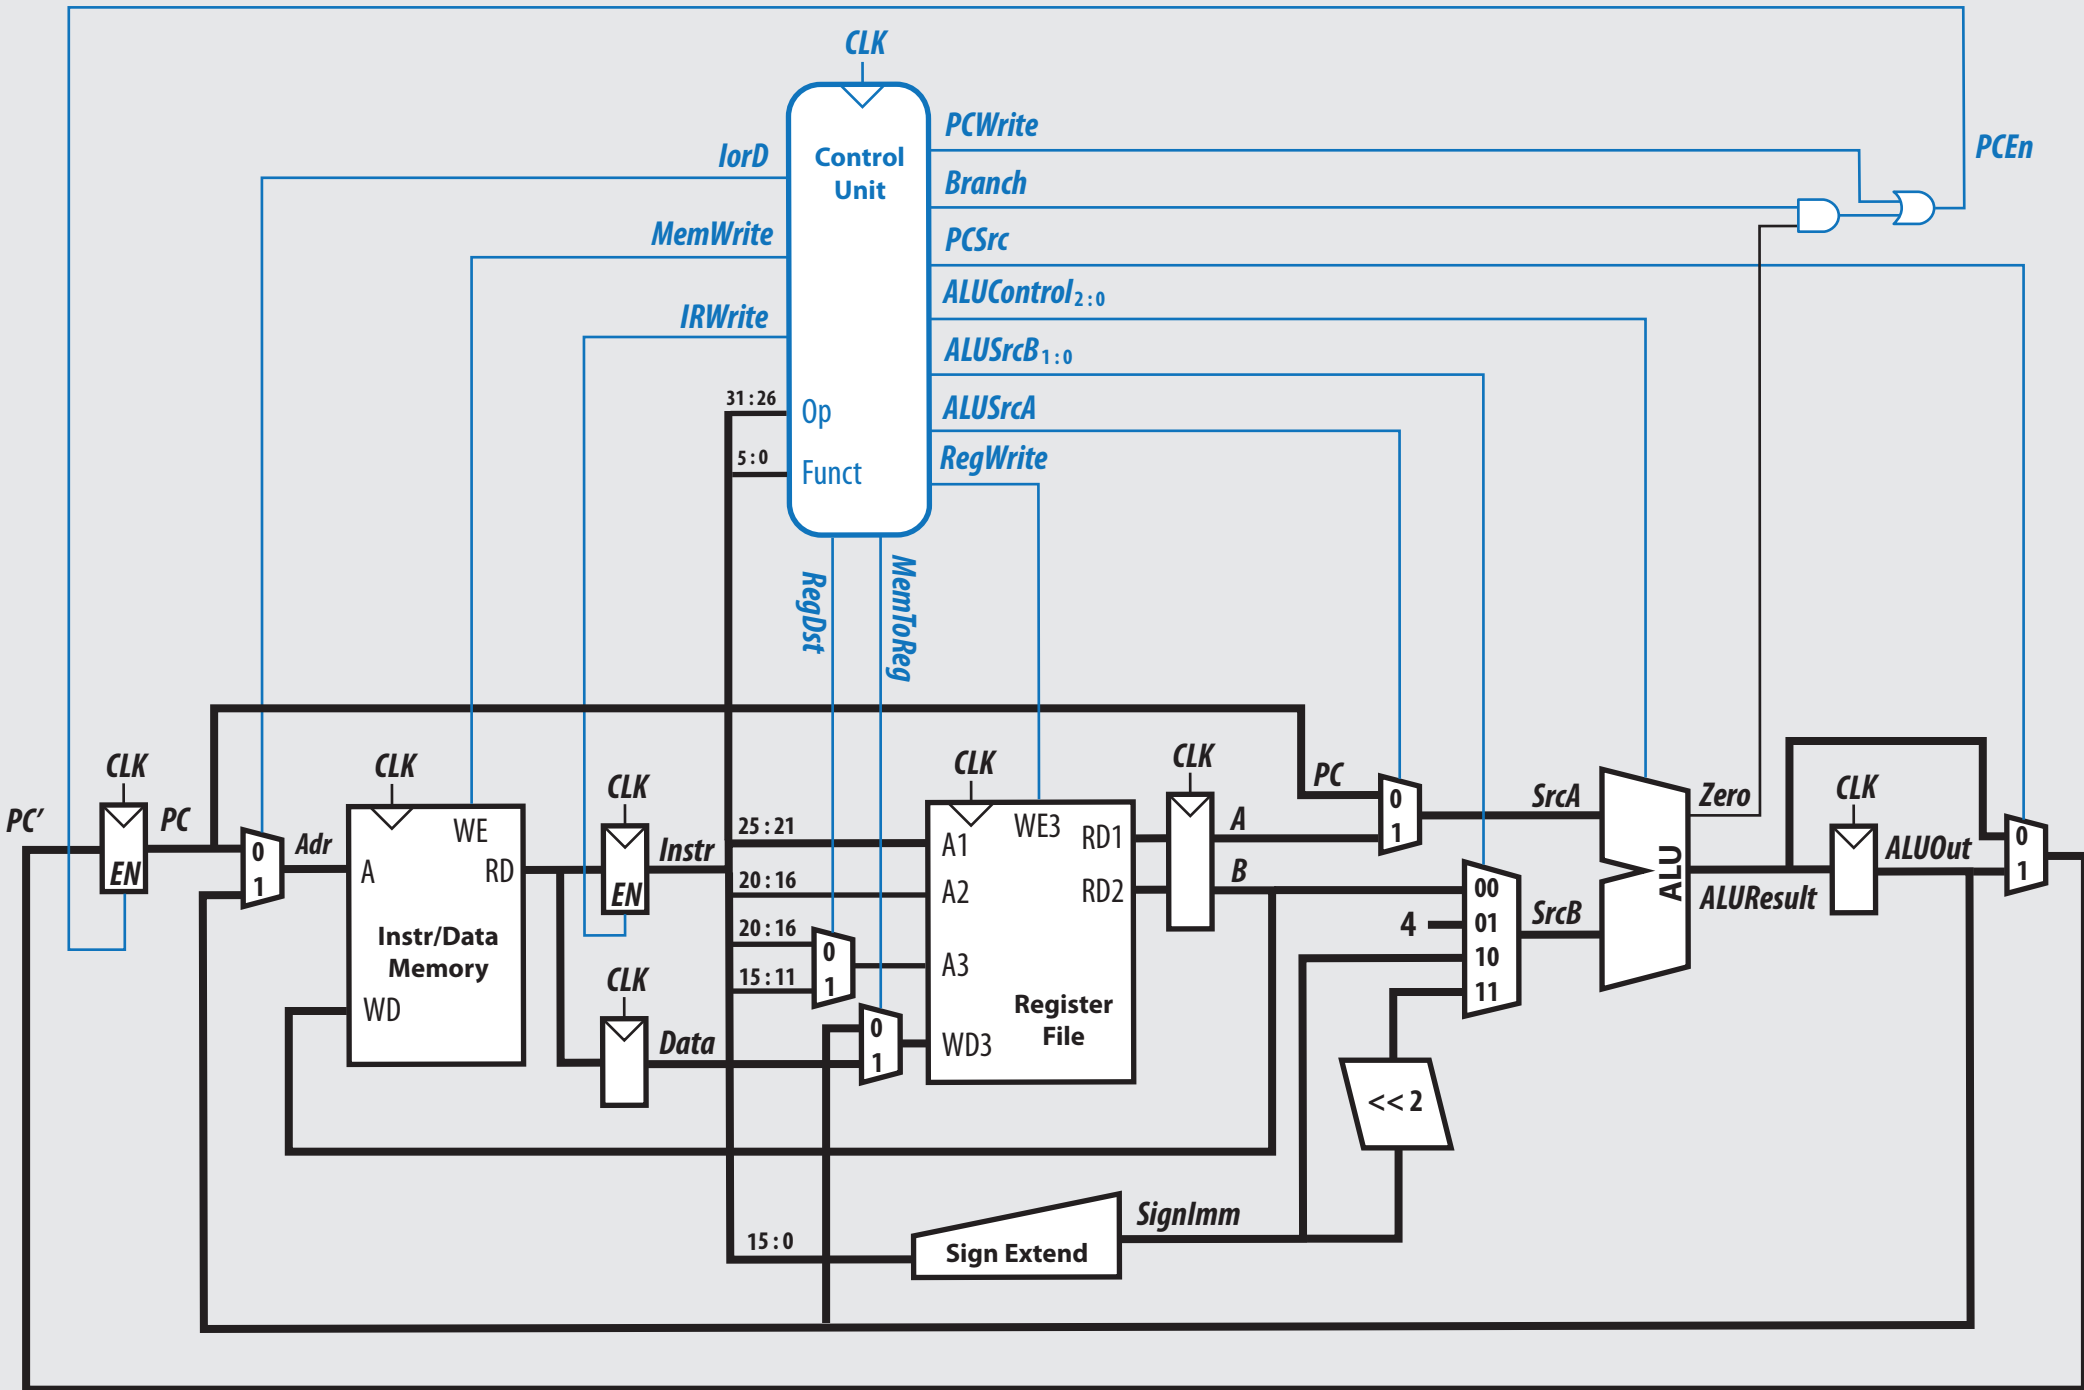 CLK
PCWrite
PCEn
IorD
Control
Unit
Branch
MemWrite
PCSrc
ALUControl2:0
IRWrite
ALUSrcB1:0
31:26
Op
ALUSrcA
5:0
Funct
RegWrite
RegDst
MemToReg
CLK
CLK
CLK
CLK
CLK
CLK
PC'
PC
EN
0
1
Adr
WE
A
RD
Instr/Data
Memory
WD
EN
Instr
CLK
Data
25:21
20:16
20:16
15:11
0
1
0
1
A1
A2
A3
WD3
WE3
RD1
RD2
Register
File
A
B
PC
0
1
4
00
01
10
11
SrcA
SrcB
ALU
Zero
ALUResult
ALUOut
0
1
<< 2
15:0
Sign Extend
SignImm